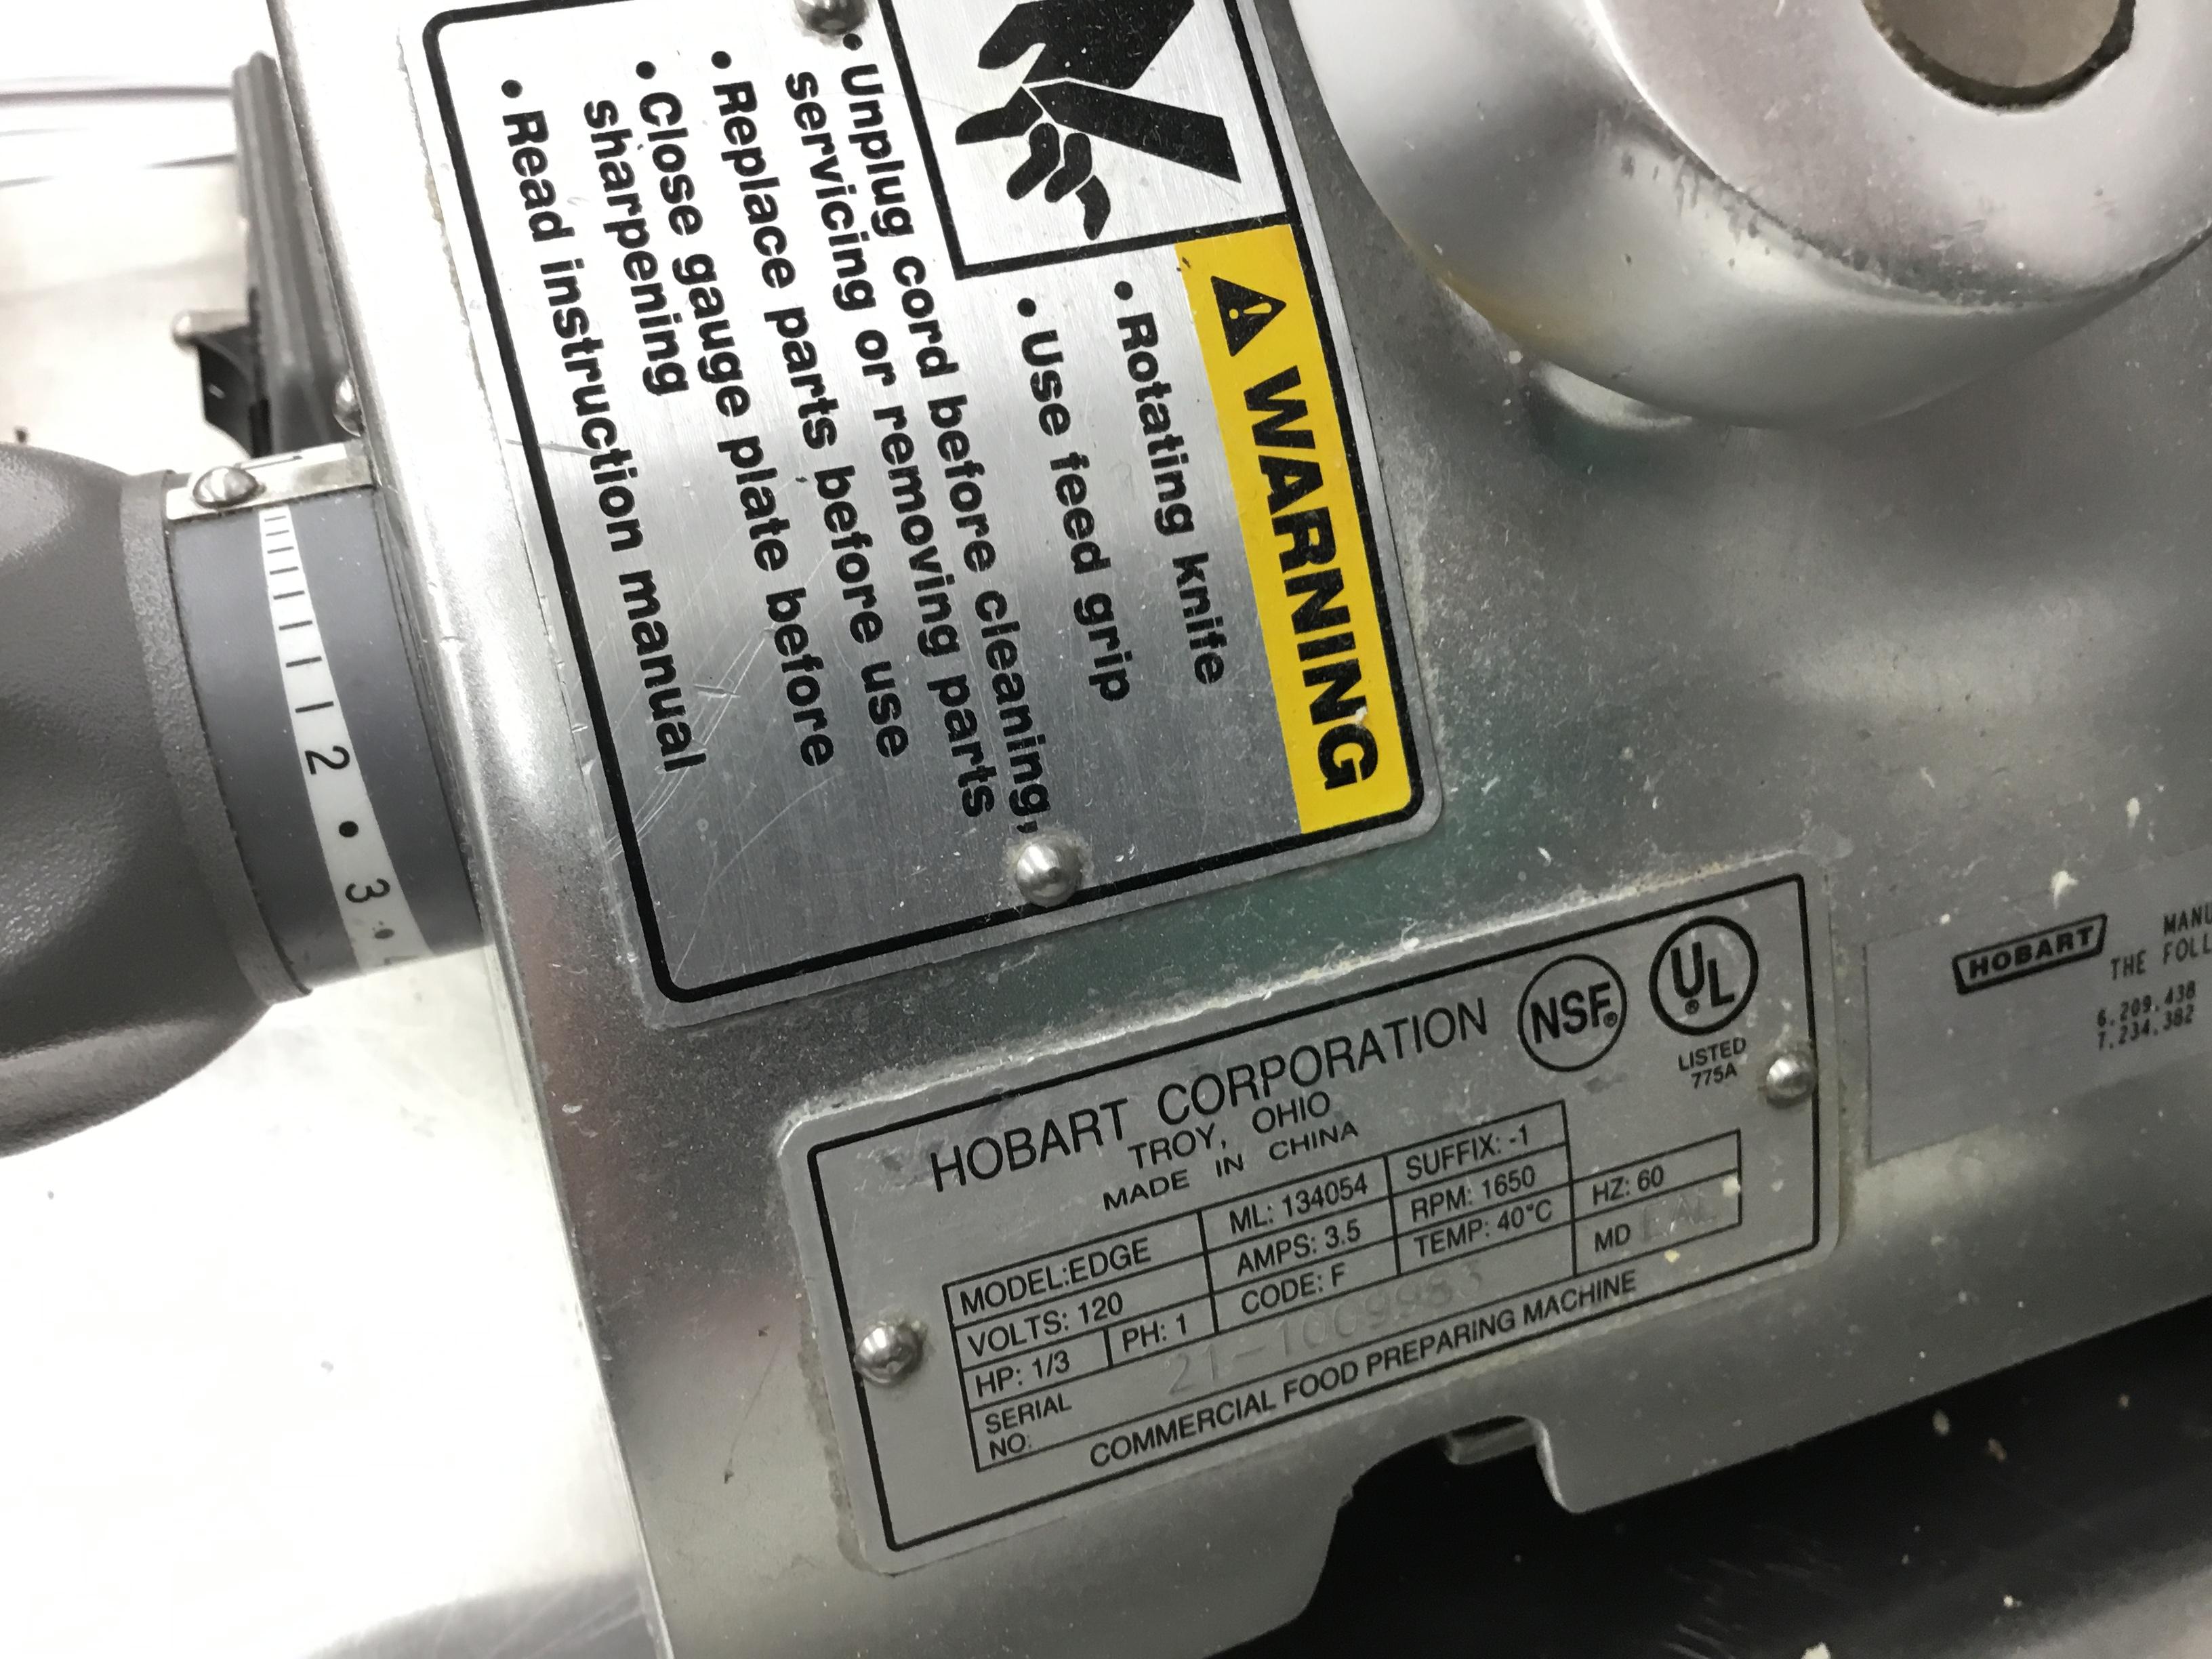 ⚠ WARNING
• Rotating knife
• Use feed grip
• Unplug cord before cleaning,
servicing or removing parts
• Replace parts before use
• Close gauge plate before
sharpening
• Read instruction manual
2 • 3 •
HOBART CORPORATION
TROY, OHIO
MADE IN CHINA
NSF®
UL®
LISTED
775A
MODEL:EDGE ML: 134054 SUFFIX: -1
VOLTS: 120 AMPS: 3.5 RPM: 1650 HZ: 60
HP: 1/3 PH: 1 CODE: F TEMP: 40°C MD
SERIAL
NO: 21-1009983
COMMERCIAL FOOD PREPARING MACHINE
HOBART
THE
6,209,438
7,234,382